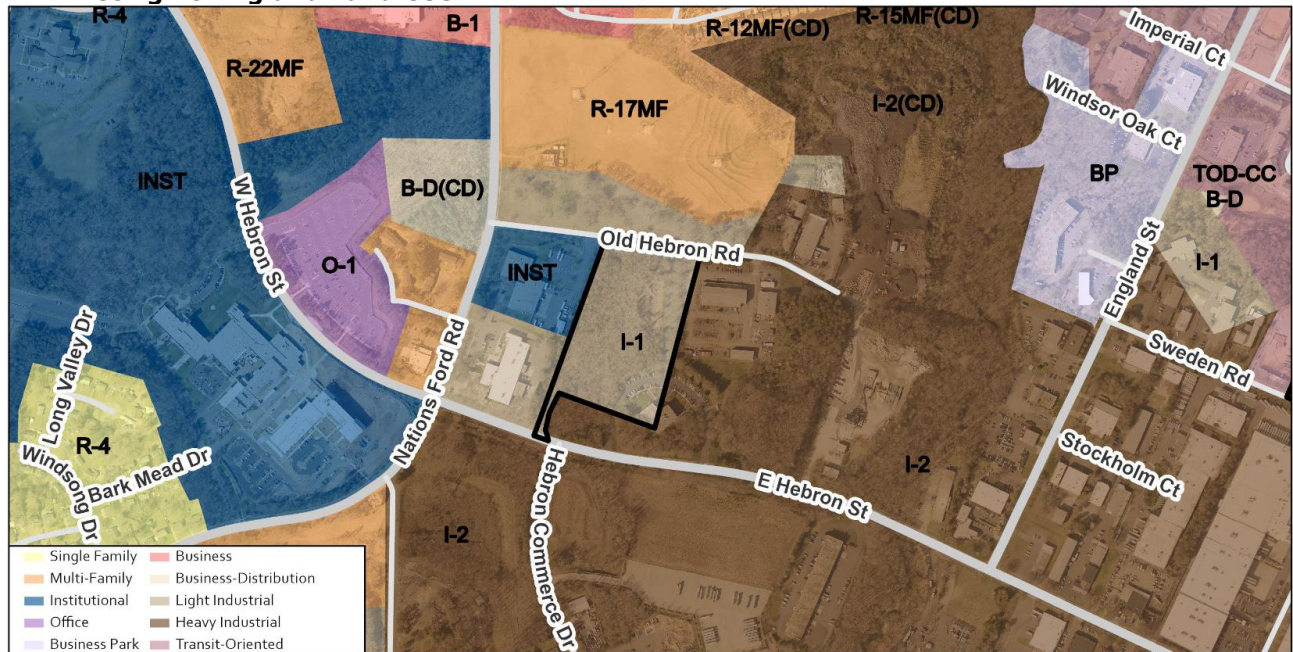 R-4
B-1
R-12MF(CD)
R-15MF(CD)
Imperial Ct
R-22MF
Windsor Oak Ct
R-17MF
I-2(CD)
INST
BP
TOD-CC
B-D
B-D(CD)
W Hebron St
O-1
Old Hebron Rd
INST
England St
I-1
I-1
Nations Ford Rd
Sweden Rd
Long Valley Dr
R-4
Windsong Dr
Bark Mead Dr
Stockholm Ct
I-2
E Hebron St
I-2
Hebron Commerce Dr
Single Family
Business
Multi-Family
Business-Distribution
Institutional
Light Industrial
Office
Heavy Industrial
Business Park
Transit-Oriented